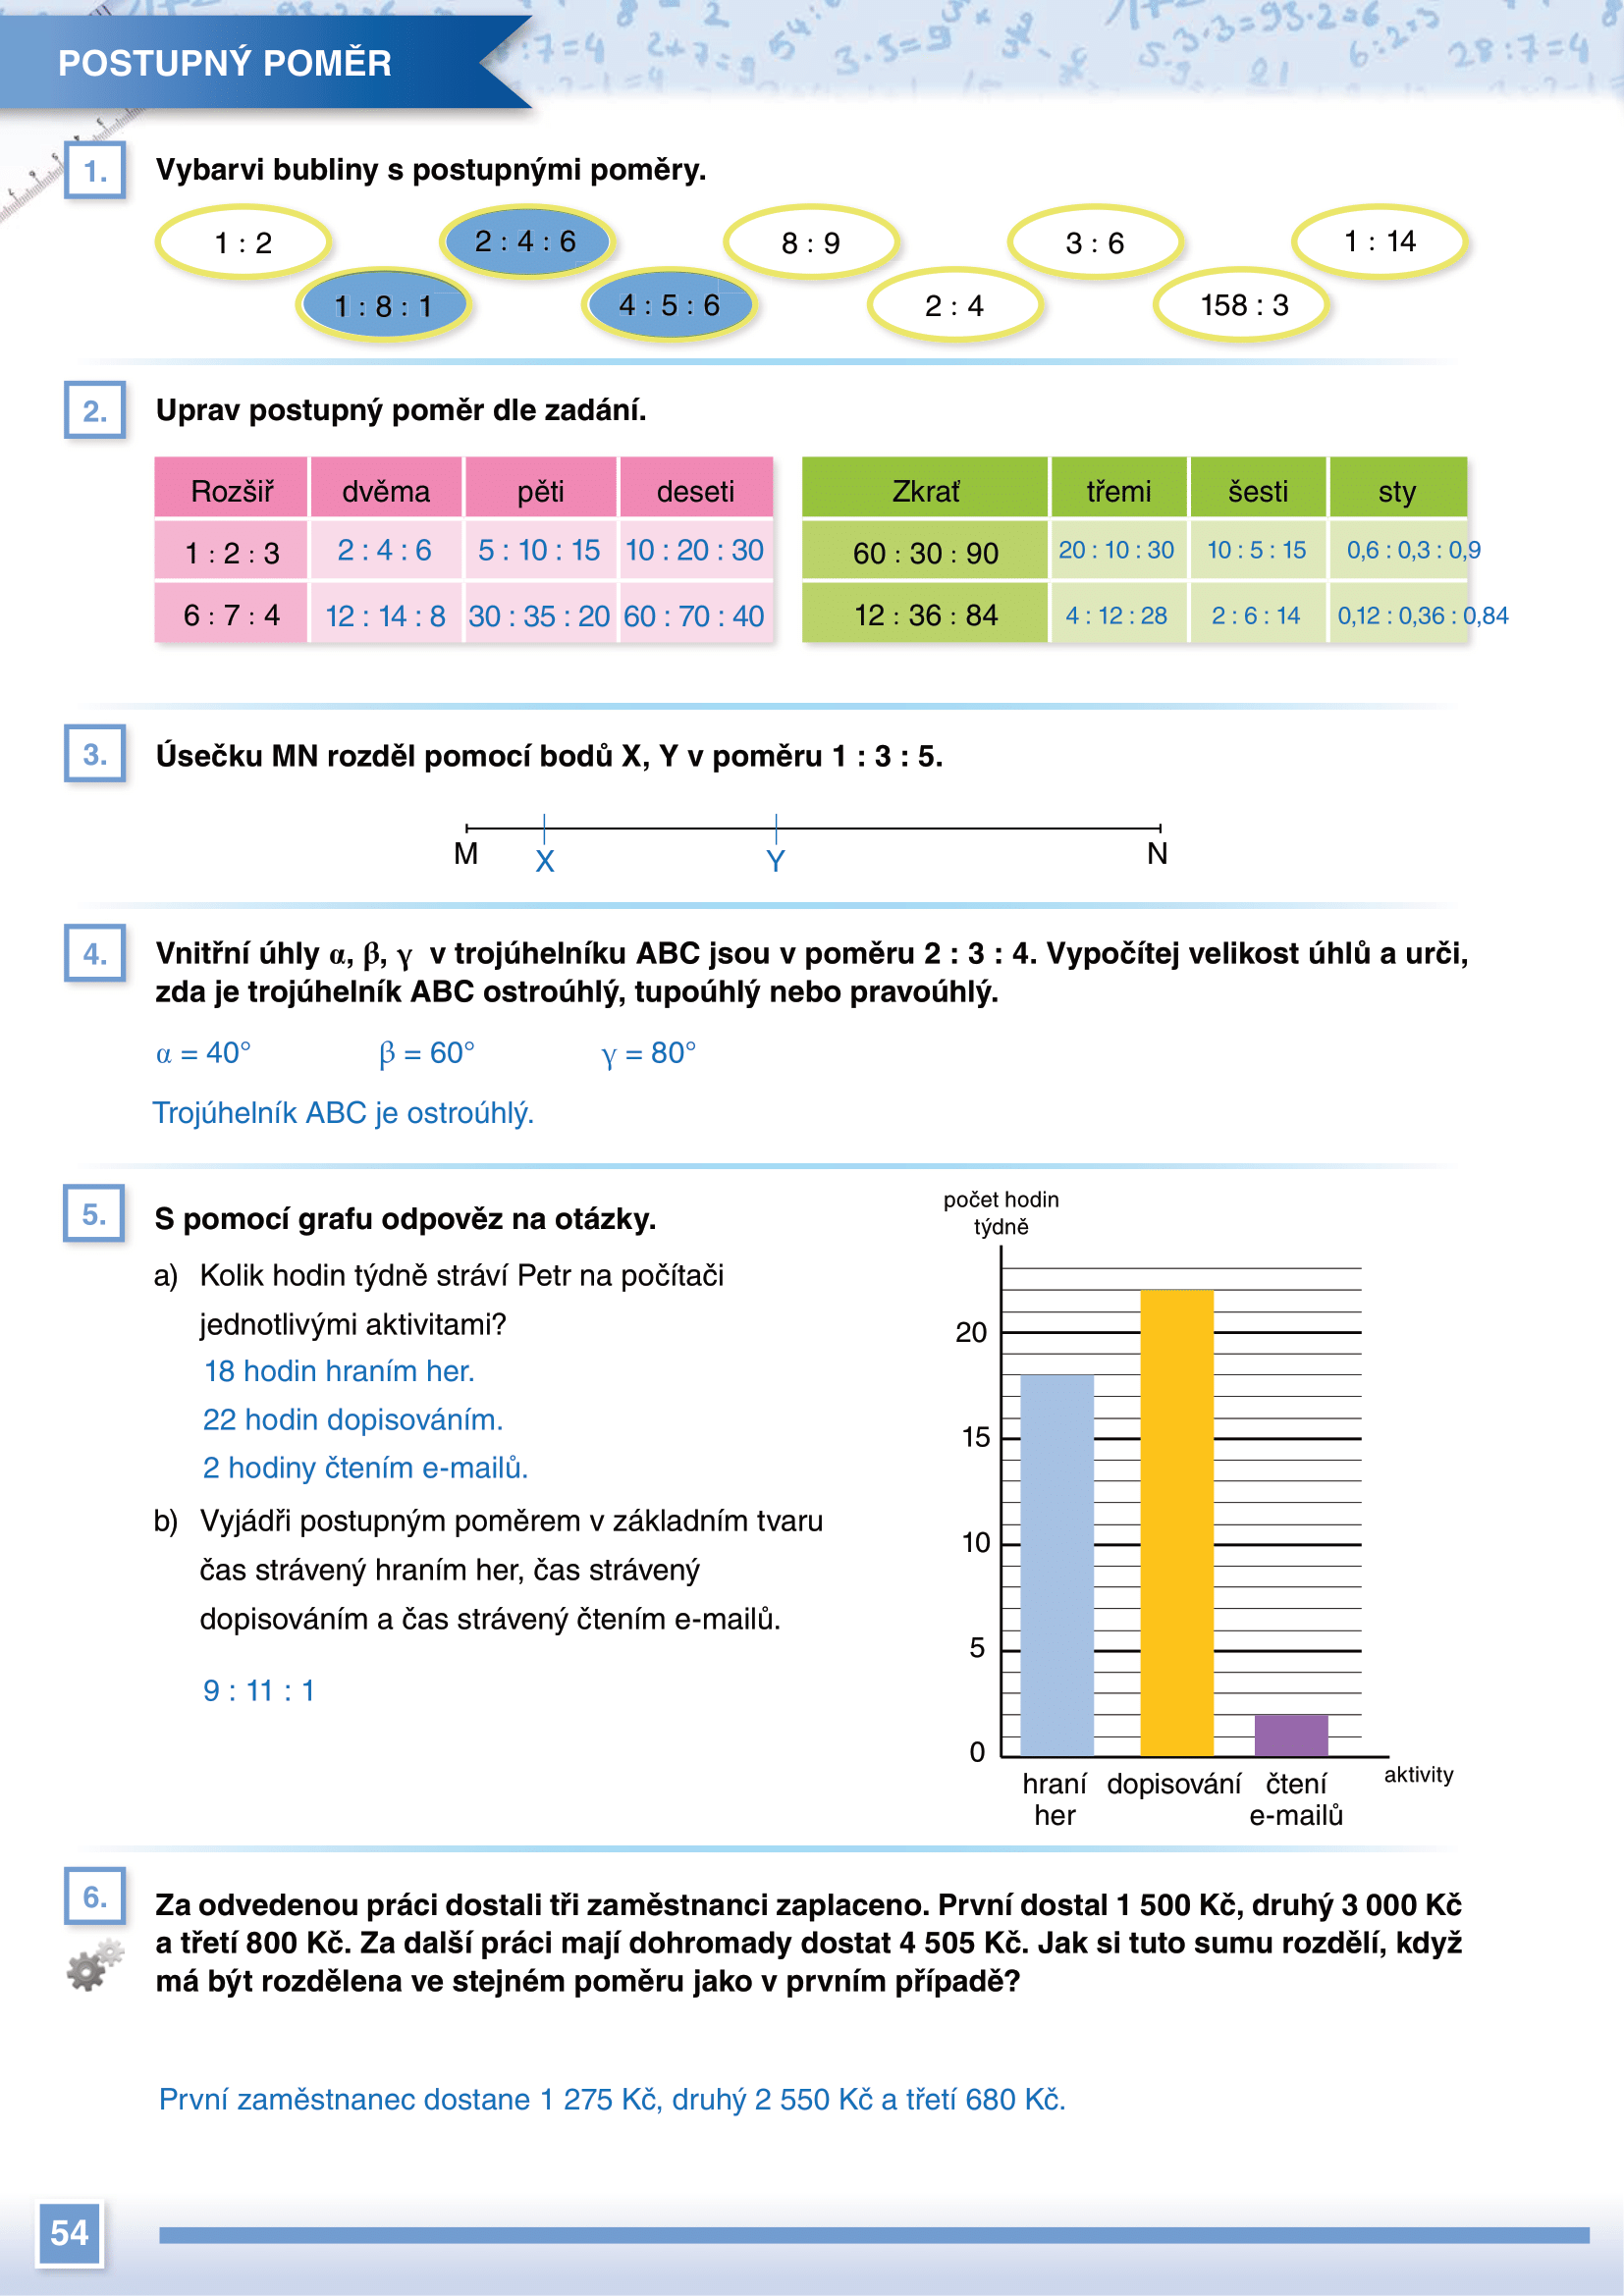 POSTUPNÝ POMĚR
1. Vybarvi bubliny s postupnými poměry.
1 : 2
2 : 4 : 6
8 : 9
3 : 6
1 : 14
1 : 8 : 1
4 : 5 : 6
2 : 4
158 : 3
2. Uprav postupný poměr dle zadání.
Rozšiř dvěma pěti deseti
1 : 2 : 3 2 : 4 : 6 5 : 10 : 15 10 : 20 : 30
6 : 7 : 4 12 : 14 : 8 30 : 35 : 20 60 : 70 : 40
Zkrať třemi šesti sty
60 : 30 : 90 20 : 10 : 30 10 : 5 : 15 0,6 : 0,3 : 0,9
12 : 36 : 84 4 : 12 : 28 2 : 6 : 14 0,12 : 0,36 : 0,84
3. Úsečku MN rozděl pomocí bodů X, Y v poměru 1 : 3 : 5.
M X Y N
4. Vnitřní úhly α, β, γ v trojúhelníku ABC jsou v poměru 2 : 3 : 4. Vypočítej velikost úhlů a urči,
zda je trojúhelník ABC ostroúhlý, tupoúhlý nebo pravoúhlý.
α = 40° β = 60° γ = 80°
Trojúhelník ABC je ostroúhlý.
5. S pomocí grafu odpověz na otázky.
a) Kolik hodin týdně stráví Petr na počítači
jednotlivými aktivitami?
18 hodin hraním her.
22 hodin dopisováním.
2 hodiny čtením e-mailů.
b) Vyjádři postupným poměrem v základním tvaru
čas strávený hraním her, čas strávený
dopisováním a čas strávený čtením e-mailů.
9 : 11 : 1
počet hodin
týdně
20
15
10
5
0
hraní dopisování čtení aktivity
her e-mailů
6. Za odvedenou práci dostali tři zaměstnanci zaplaceno. První dostal 1 500 Kč, druhý 3 000 Kč
a třetí 800 Kč. Za další práci mají dohromady dostat 4 505 Kč. Jak si tuto sumu rozdělí, když
má být rozdělena ve stejném poměru jako v prvním případě?
První zaměstnanec dostane 1 275 Kč, druhý 2 550 Kč a třetí 680 Kč.
54